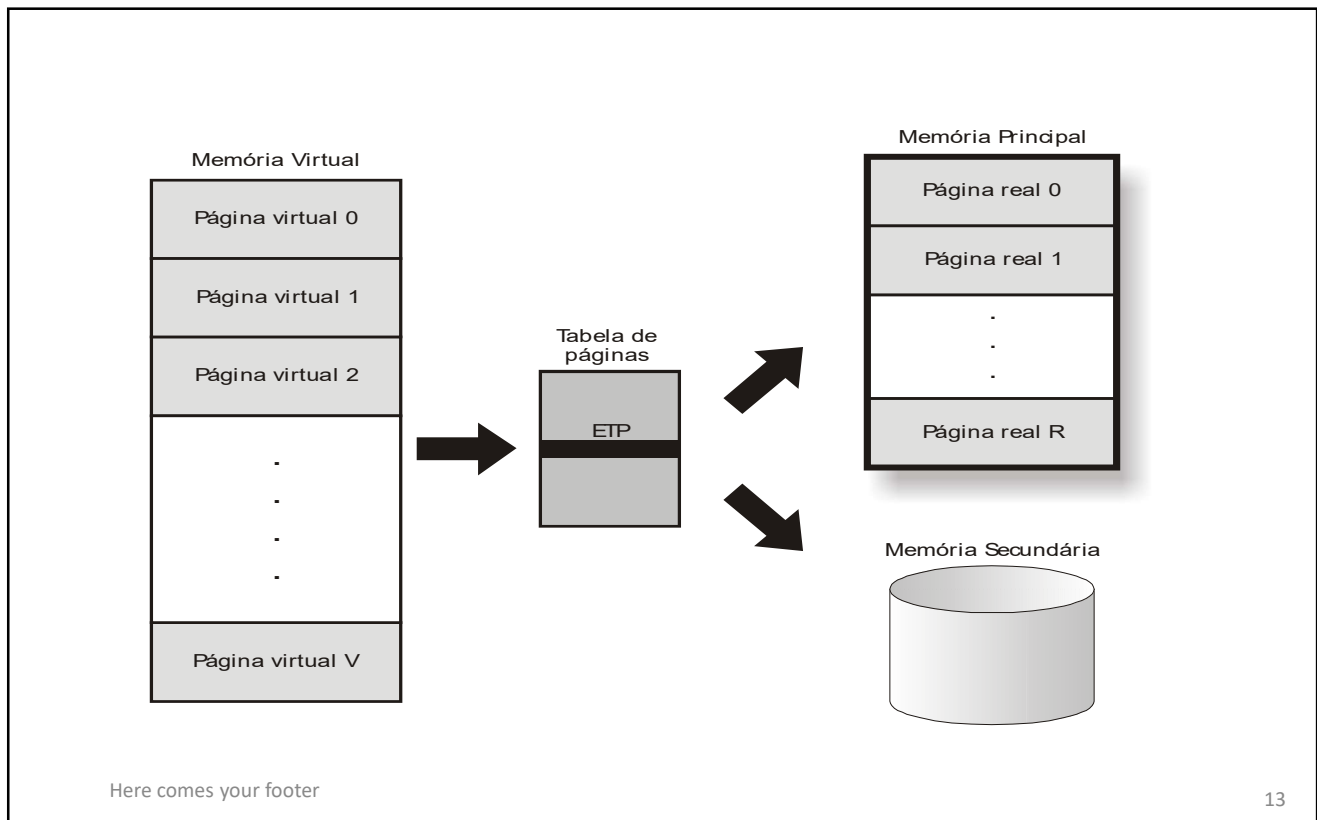 Memória Virtual
Página virtual 0
Página virtual 1
Página virtual 2
.
.
.
.
Página virtual V
Tabela de
páginas
ETP
Memória Principal
Página real 0
Página real 1
.
.
.
Página real R
Memória Secundária
Here comes your footer
13